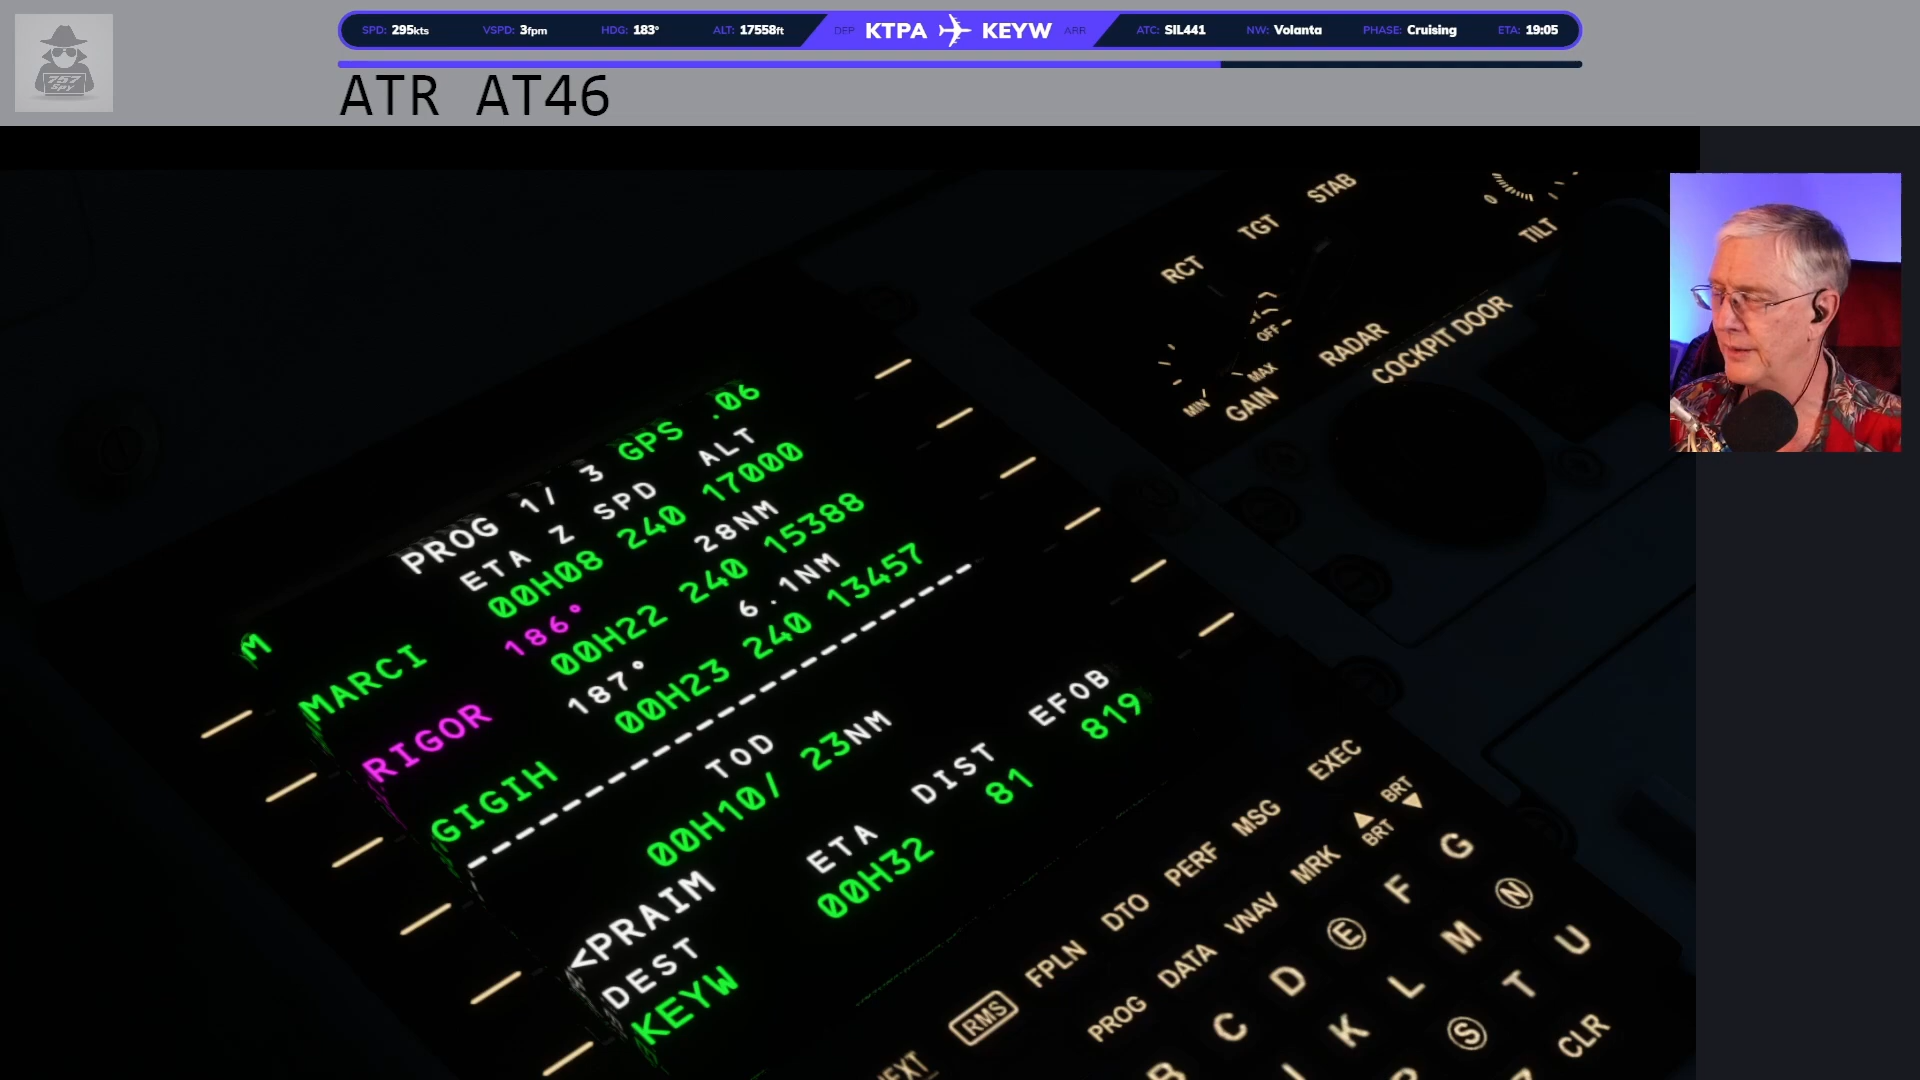 SPD: 295kts VSPD: 3fpm HDG: 183° ALT: 17558ft DEP KTPA KEYW ARR ATC: SIL441 NW: Volanta PHASE: Cruising ETA: 19:05
757
Spy
ATR AT46
RCT TGT STAB
0 TILT
OFF
MIN MAX
GAIN RADAR
COCKPIT DOOR
M PROG 1/ 3 GPS .06
ETA Z SPD ALT
MARCI 00H08 240 17000
186° 28NM
RIGOR 00H22 240 15388
187° 6.1NM
GIGIH 00H23 240 13457
TOD
<PRAIM 00H10/ 23NM
DEST ETA DIST EFOB
KEYW 00H32 81 819
RMS FPLN DTO PERF MSG EXEC
PROG DATA VNAV MRK BRT BRT
B C D E F G
K L M N
S T U
CLR